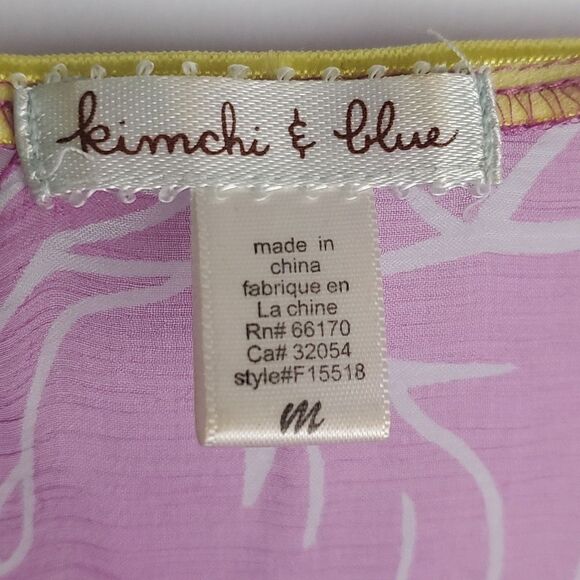 kimchi & blue
made in
china
fabrique en
La chine
Rn# 66170
Ca# 32054
style#F15518
m